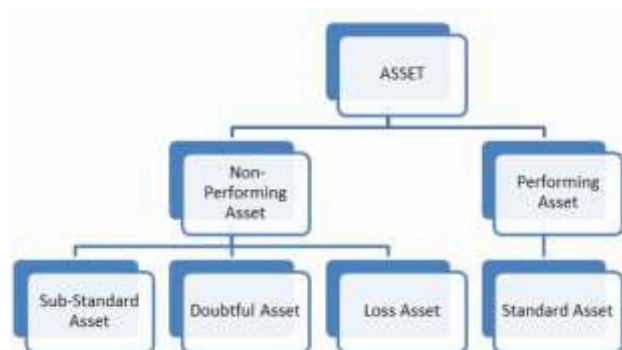 ASSET
Non-
Performing
Asset
Performing
Asset
Sub-Standard
Asset
Doubtful Asset
Loss Asset
Standard Asset